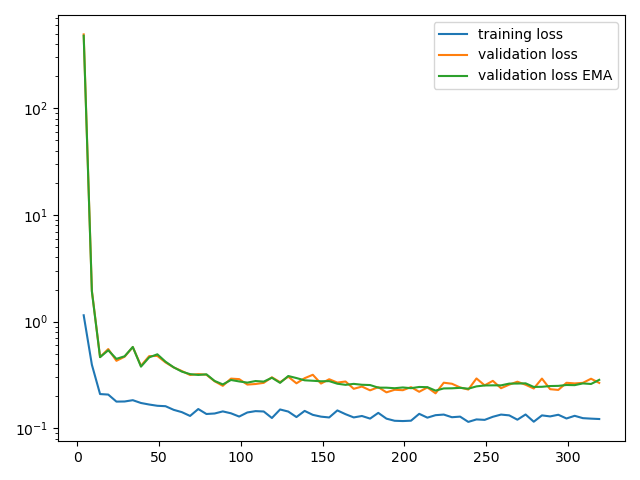 training loss
validation loss
validation loss EMA
10²
10¹
10⁰
10⁻¹
0 50 100 150 200 250 300